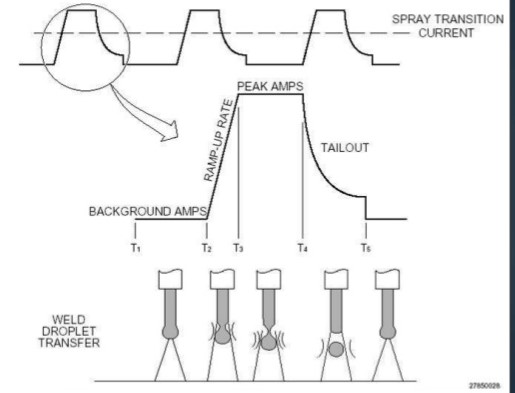 SPRAY TRANSITION
CURRENT
PEAK AMPS
RAMP-UP RATE
TAILOUT
BACKGROUND AMPS
T1 T2 T3 T4 T5
WELD
DROPLET
TRANSFER
27850028